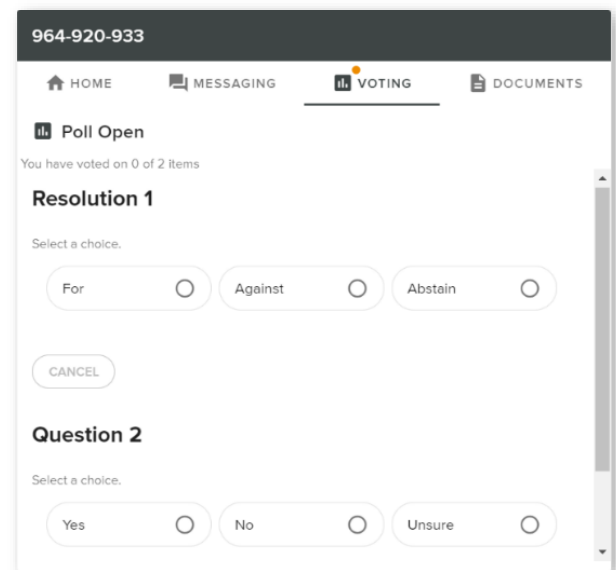 964-920-933
HOME MESSAGING VOTING DOCUMENTS
Poll Open
You have voted on 0 of 2 items
Resolution 1
Select a choice.
For Against Abstain
CANCEL
Question 2
Select a choice.
Yes No Unsure